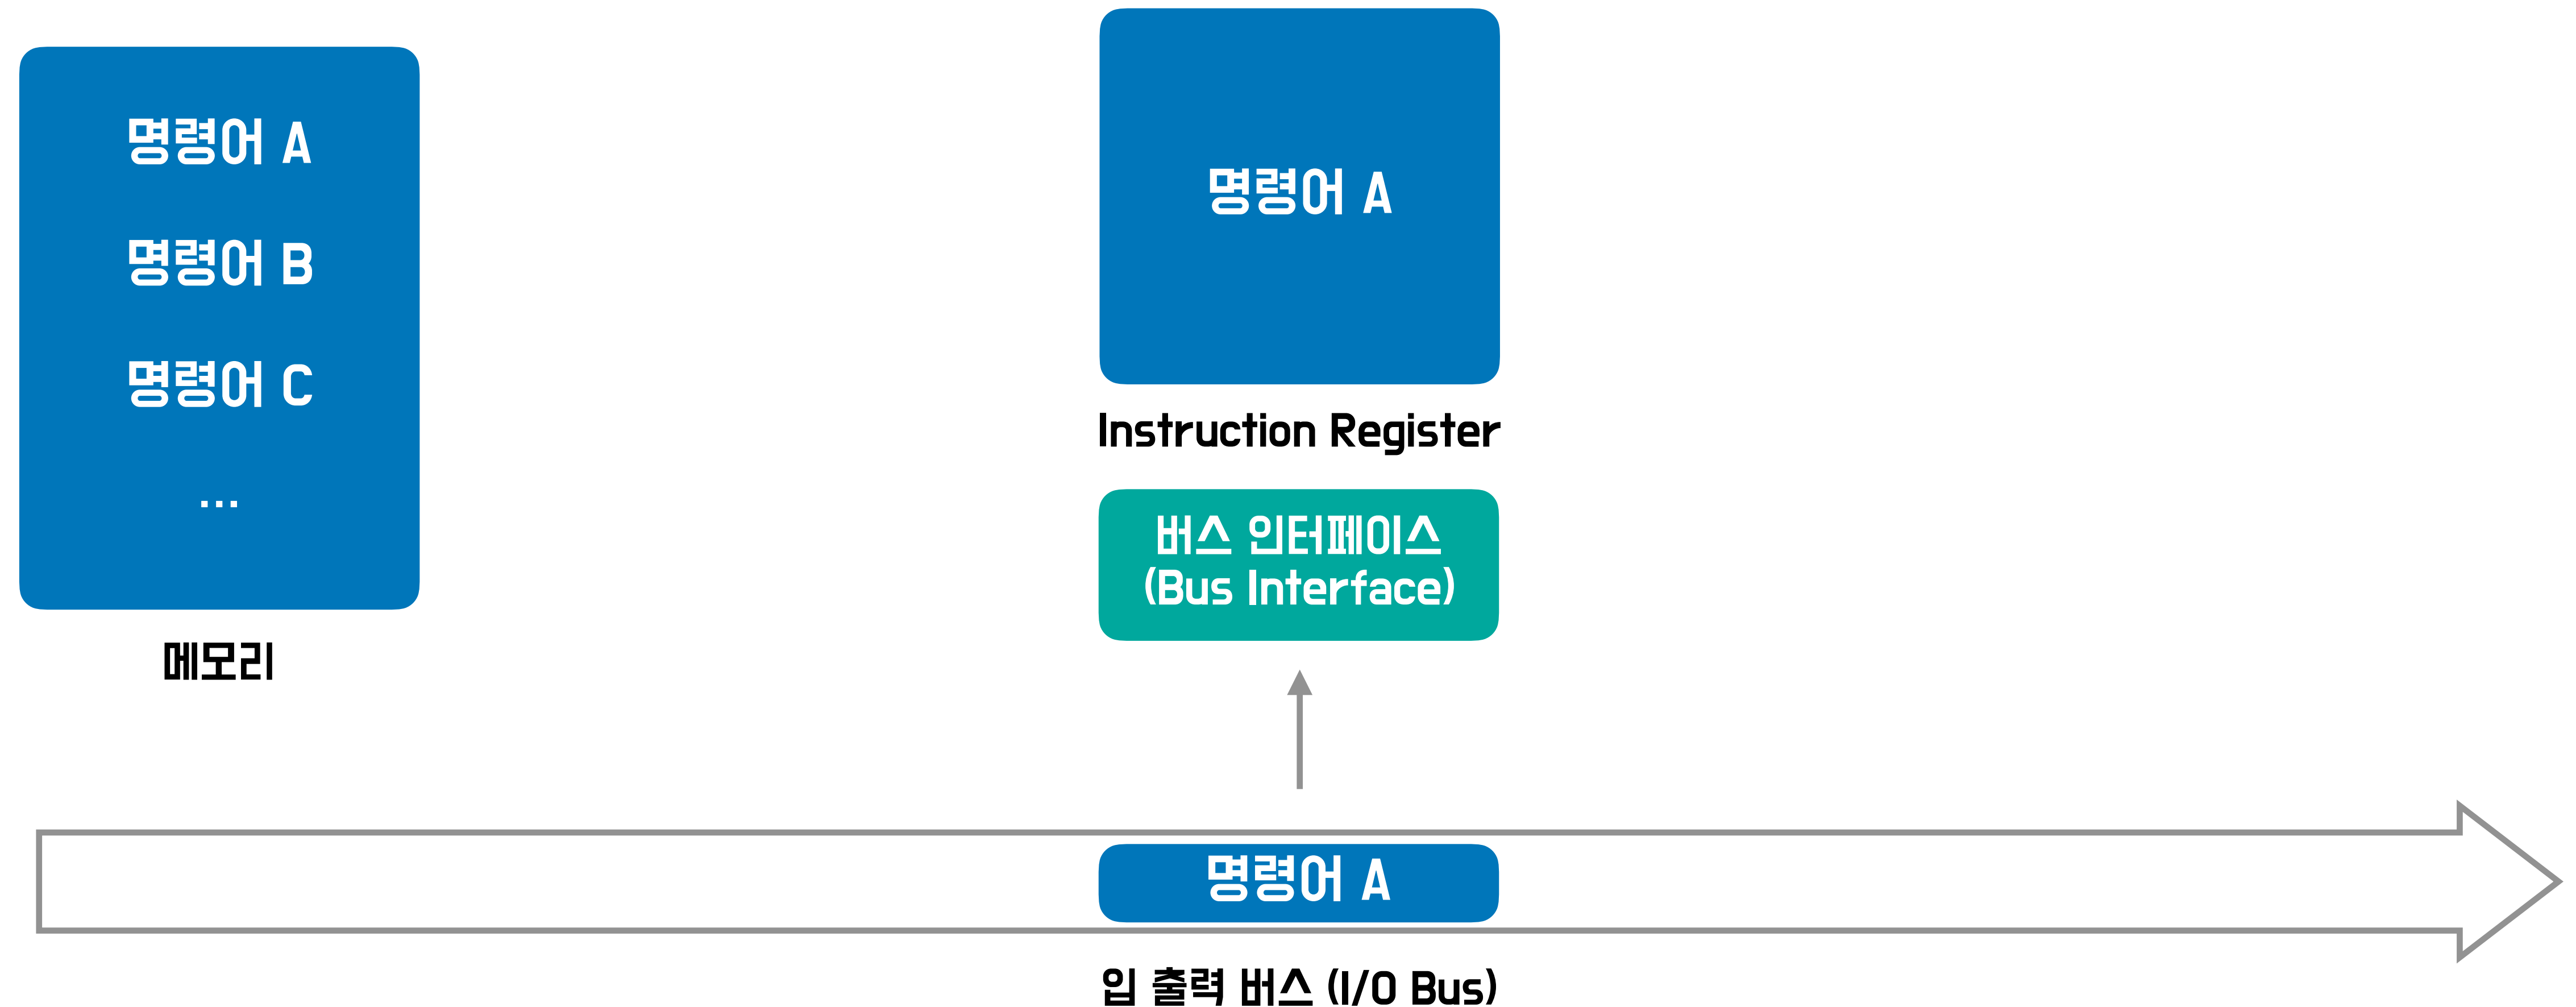 명령어 A
명령어 B
명령어 C
...
메모리
명령어 A
Instruction Register
버스 인터페이스
(Bus Interface)
명령어 A
입 출력 버스 (I/O Bus)